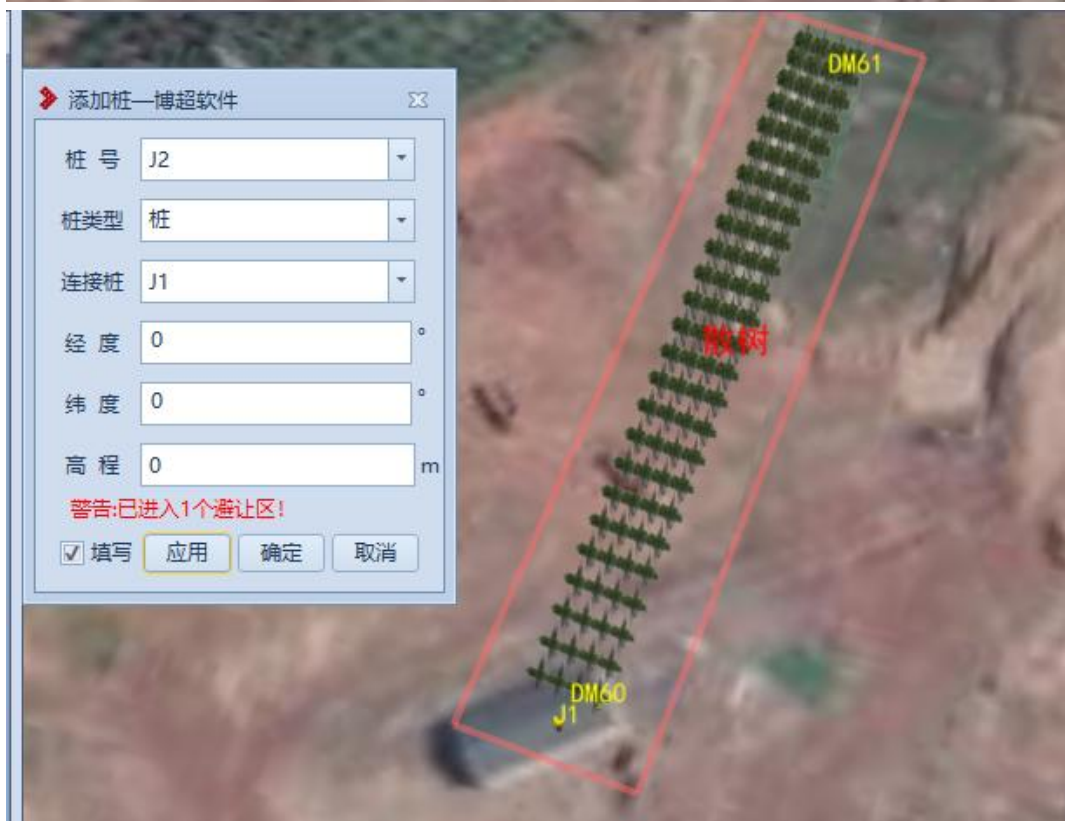 添加桩—博超软件
桩 号 J2
桩类型 桩
连接桩 J1
经 度 0 °
纬 度 0 °
高 程 0 m
警告:已进入1个避让区!
填写 应用 确定 取消
DM61
散树
DM60
J1